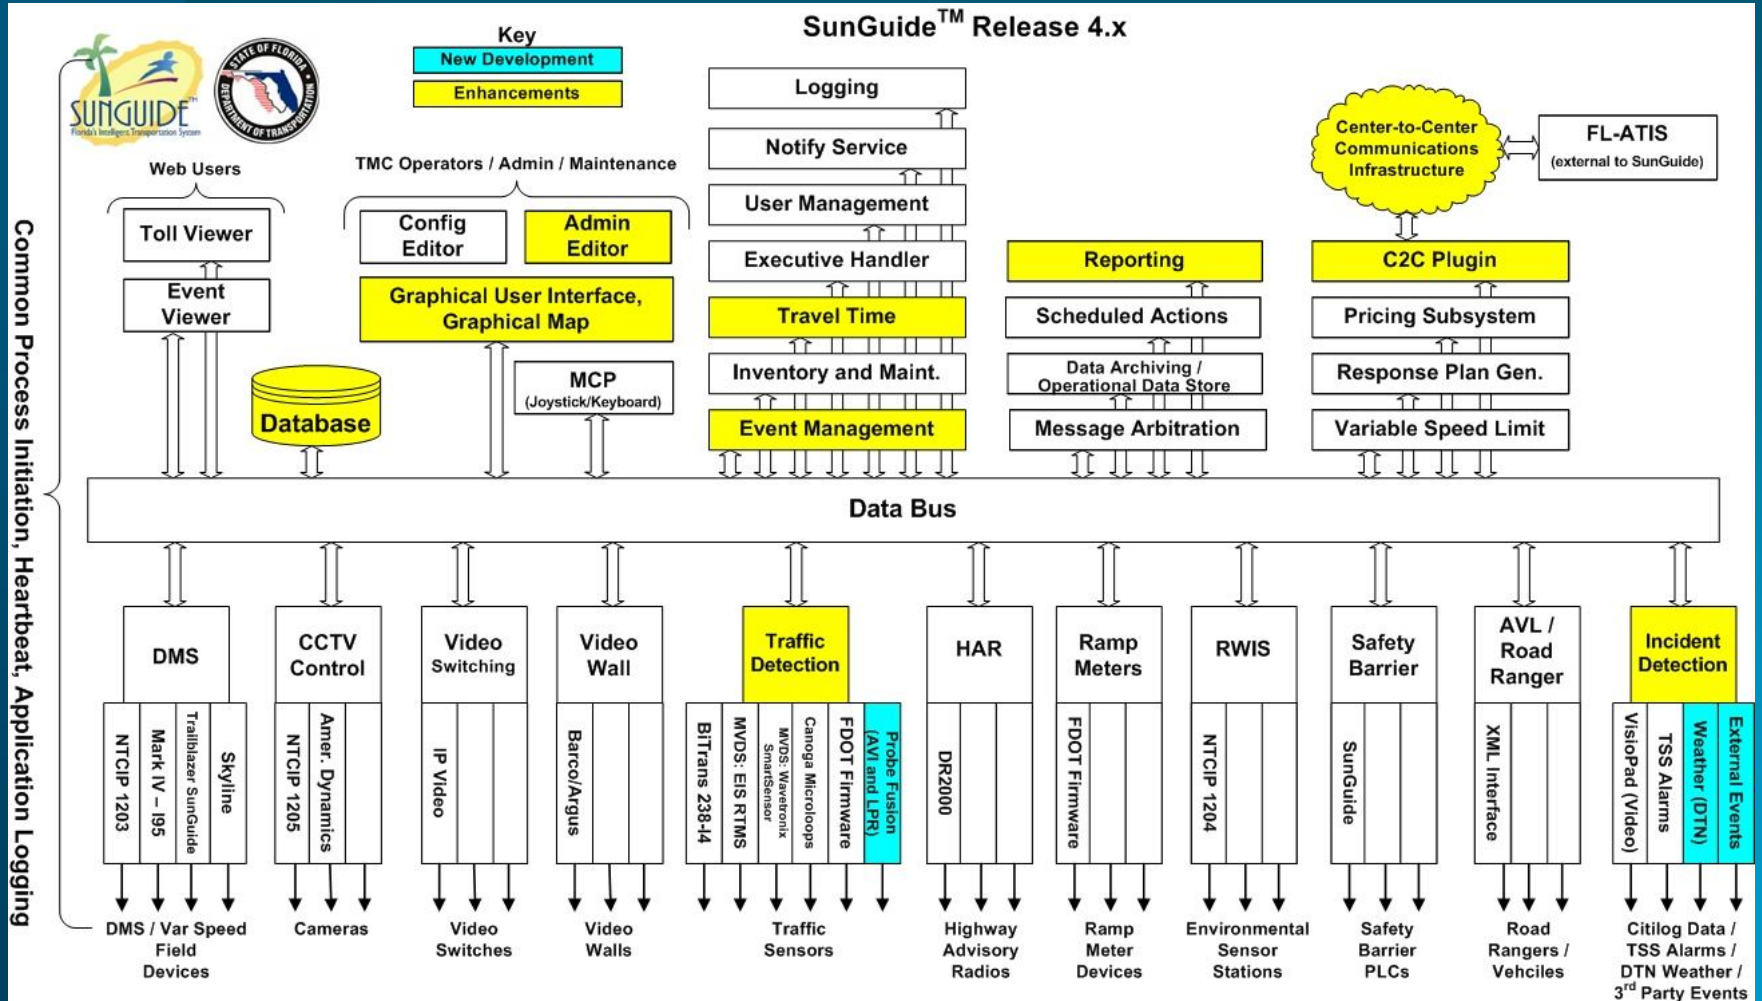 SunGuide™ Release 4.x
Key
New Development
Enhancements
SUNGUIDE™
Florida's Intelligent Transportation System
STATE OF FLORIDA
DEPARTMENT OF TRANSPORTATION
Web Users
Toll Viewer
Event
Viewer
TMC Operators / Admin / Maintenance
Config
Editor
Admin
Editor
Graphical User Interface,
Graphical Map
MCP
(Joystick/Keyboard)
Database
Logging
Notify Service
User Management
Executive Handler
Travel Time
Inventory and Maint.
Event Management
Reporting
Scheduled Actions
Data Archiving /
Operational Data Store
Message Arbitration
Center-to-Center
Communications
Infrastructure
FL-ATIS
(external to SunGuide)
C2C Plugin
Pricing Subsystem
Response Plan Gen.
Variable Speed Limit
Common Process Initiation, Heartbeat, Application Logging
Data Bus
DMS
NTCIP 1203
Mark IV – I95
Trailblazer SunGuide
Skyline
DMS / Var Speed
Field
Devices
CCTV
Control
NTCIP 1205
Amer. Dynamics
Cameras
Video
Switching
IP Video
Video
Switches
Video
Wall
Barco/Argus
Video
Walls
Traffic
Detection
BiTrans 238-I4
MVDS: EIS RTMS
MVDS: Wavetronix
SmartSensor
Canoga Microloops
FDOT Firmware
Probe Fusion
(AVI and LPR)
Traffic
Sensors
HAR
DR2000
Highway
Advisory
Radios
Ramp
Meters
FDOT Firmware
Ramp
Meter
Devices
RWIS
NTCIP 1204
Environmental
Sensor
Stations
Safety
Barrier
SunGuide
Safety
Barrier
PLCs
AVL /
Road
Ranger
XML Interface
Road
Rangers /
Vehciles
Incident
Detection
VisioPad (Video)
TSS Alarms
Weather (DTN)
External Events
Citilog Data /
TSS Alarms /
DTN Weather /
3rd Party Events